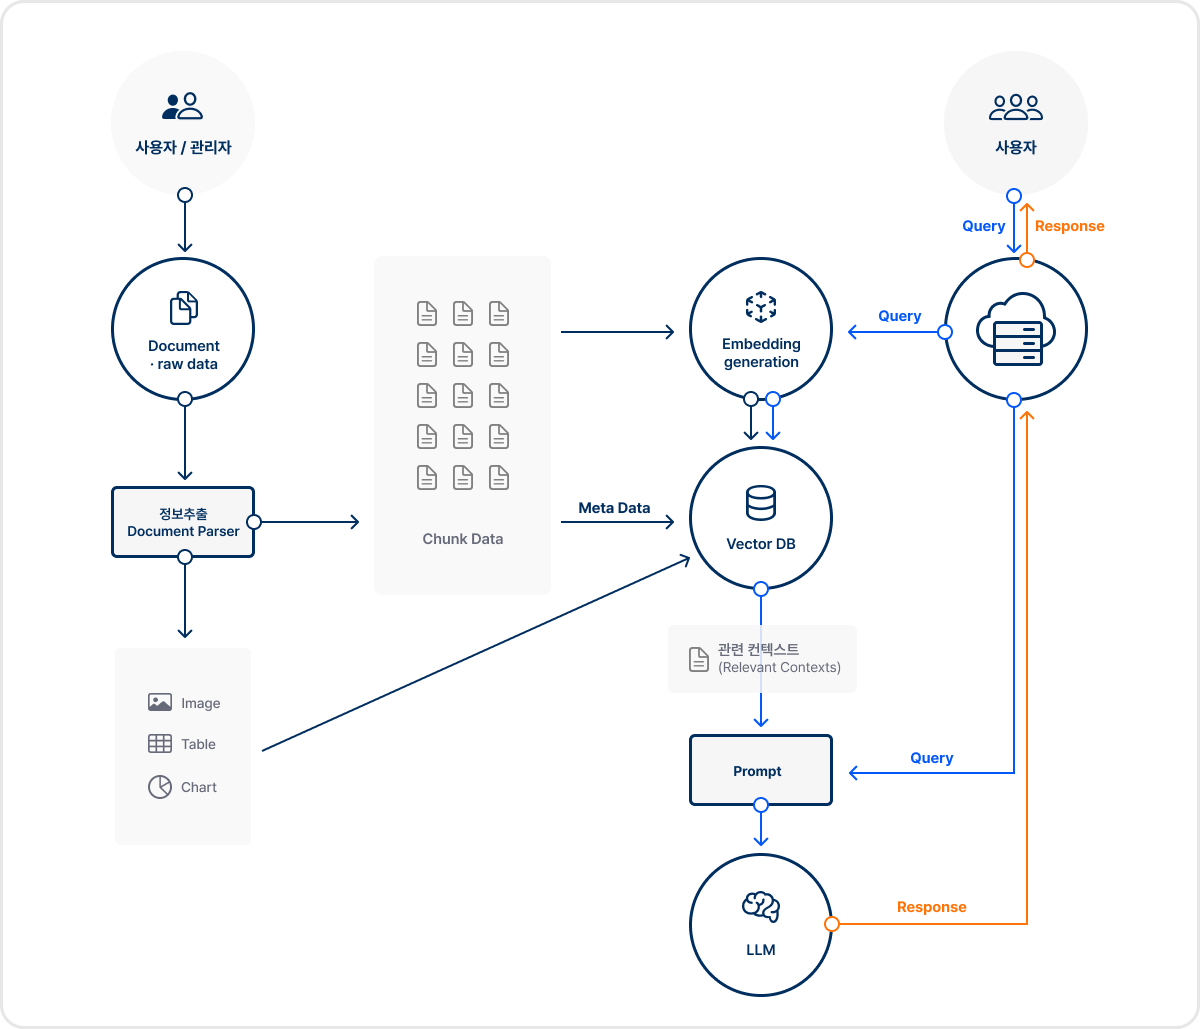 사용자 / 관리자
사용자
Query
Response
Document
· raw data
Embedding
generation
Query
정보추출
Document Parser
Chunk Data
Meta Data
Vector DB
관련 컨텍스트
(Relevant Contexts)
Image
Table
Chart
Prompt
Query
LLM
Response